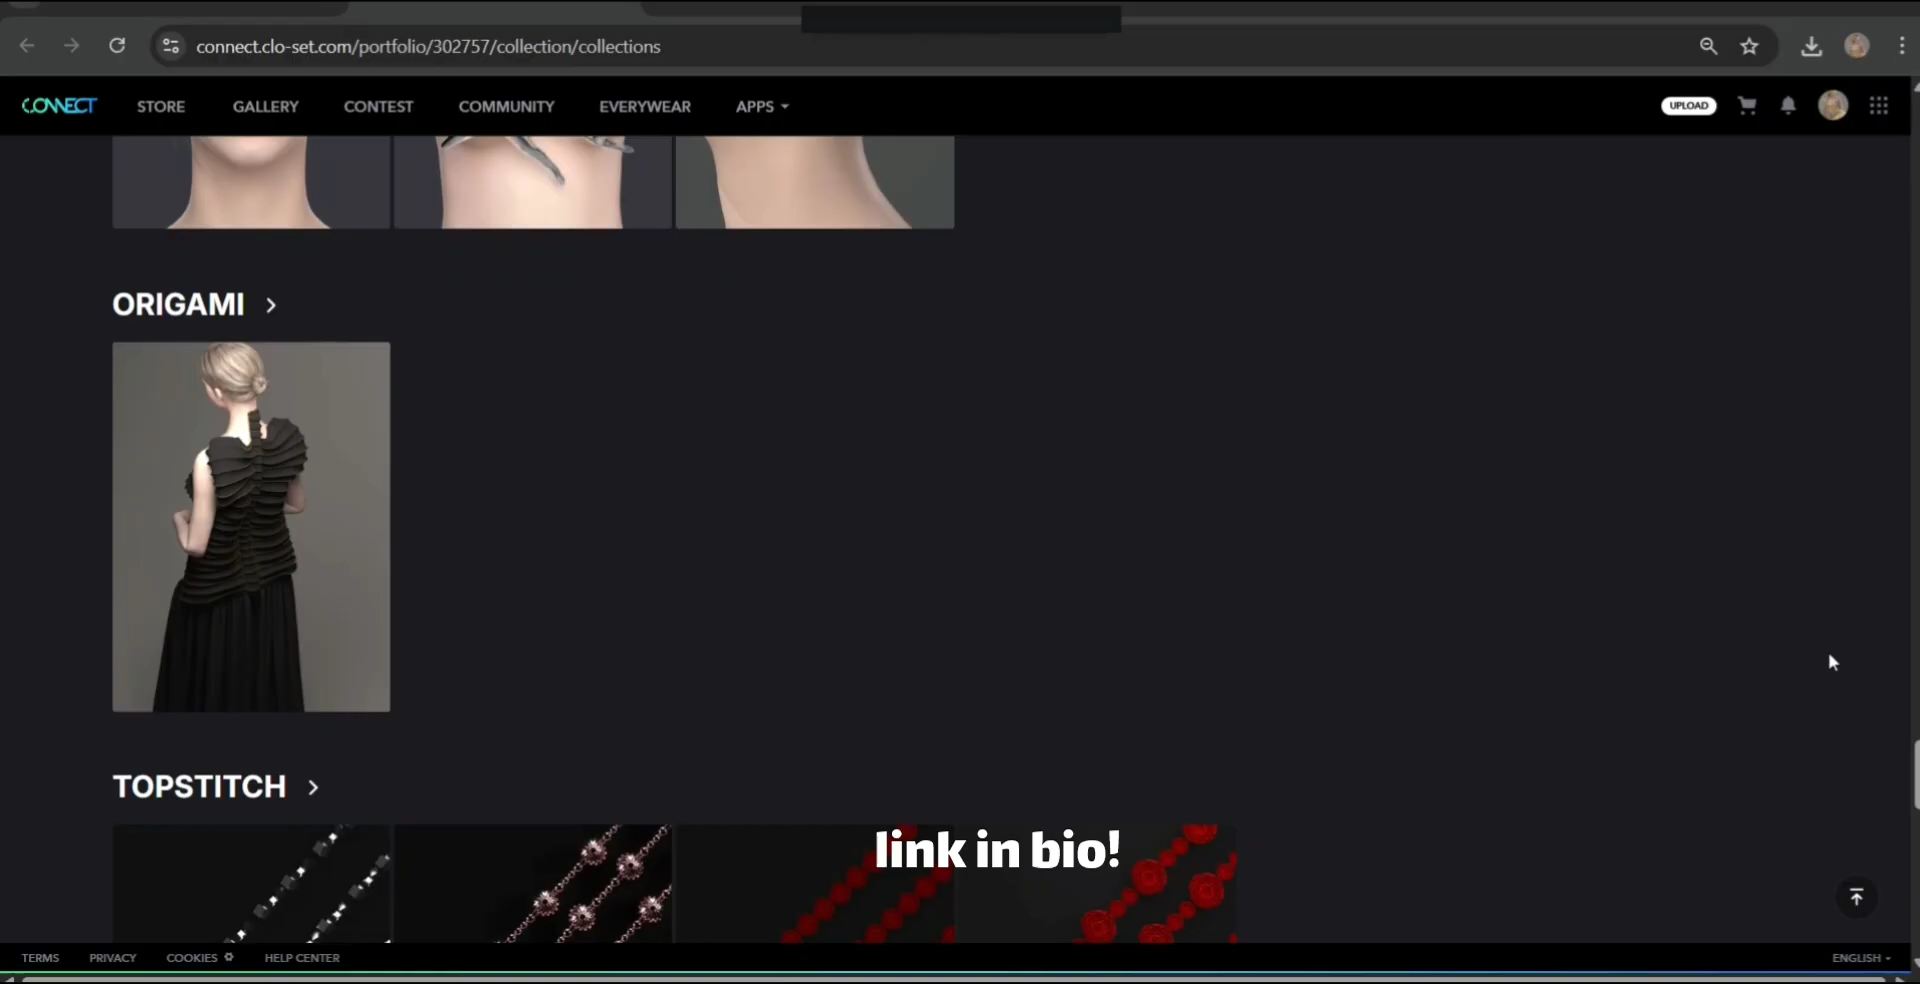 connect.clo-set.com/portfolio/302757/collection/collections
CONNECT
STORE
GALLERY
CONTEST
COMMUNITY
EVERYWEAR
APPS
UPLOAD
ORIGAMI
TOPSTITCH
link in bio!
TERMS
PRIVACY
COOKIES
HELP CENTER
ENGLISH